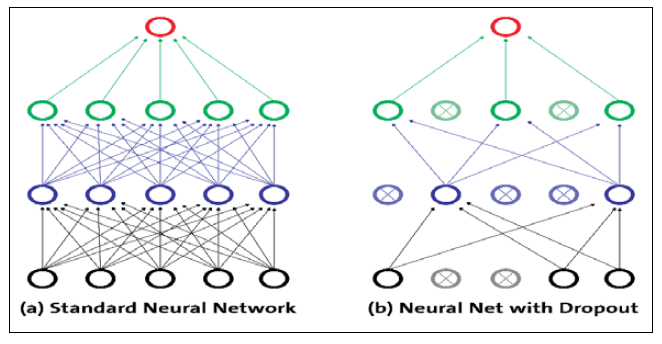 (a) Standard Neural Network
(b) Neural Net with Dropout